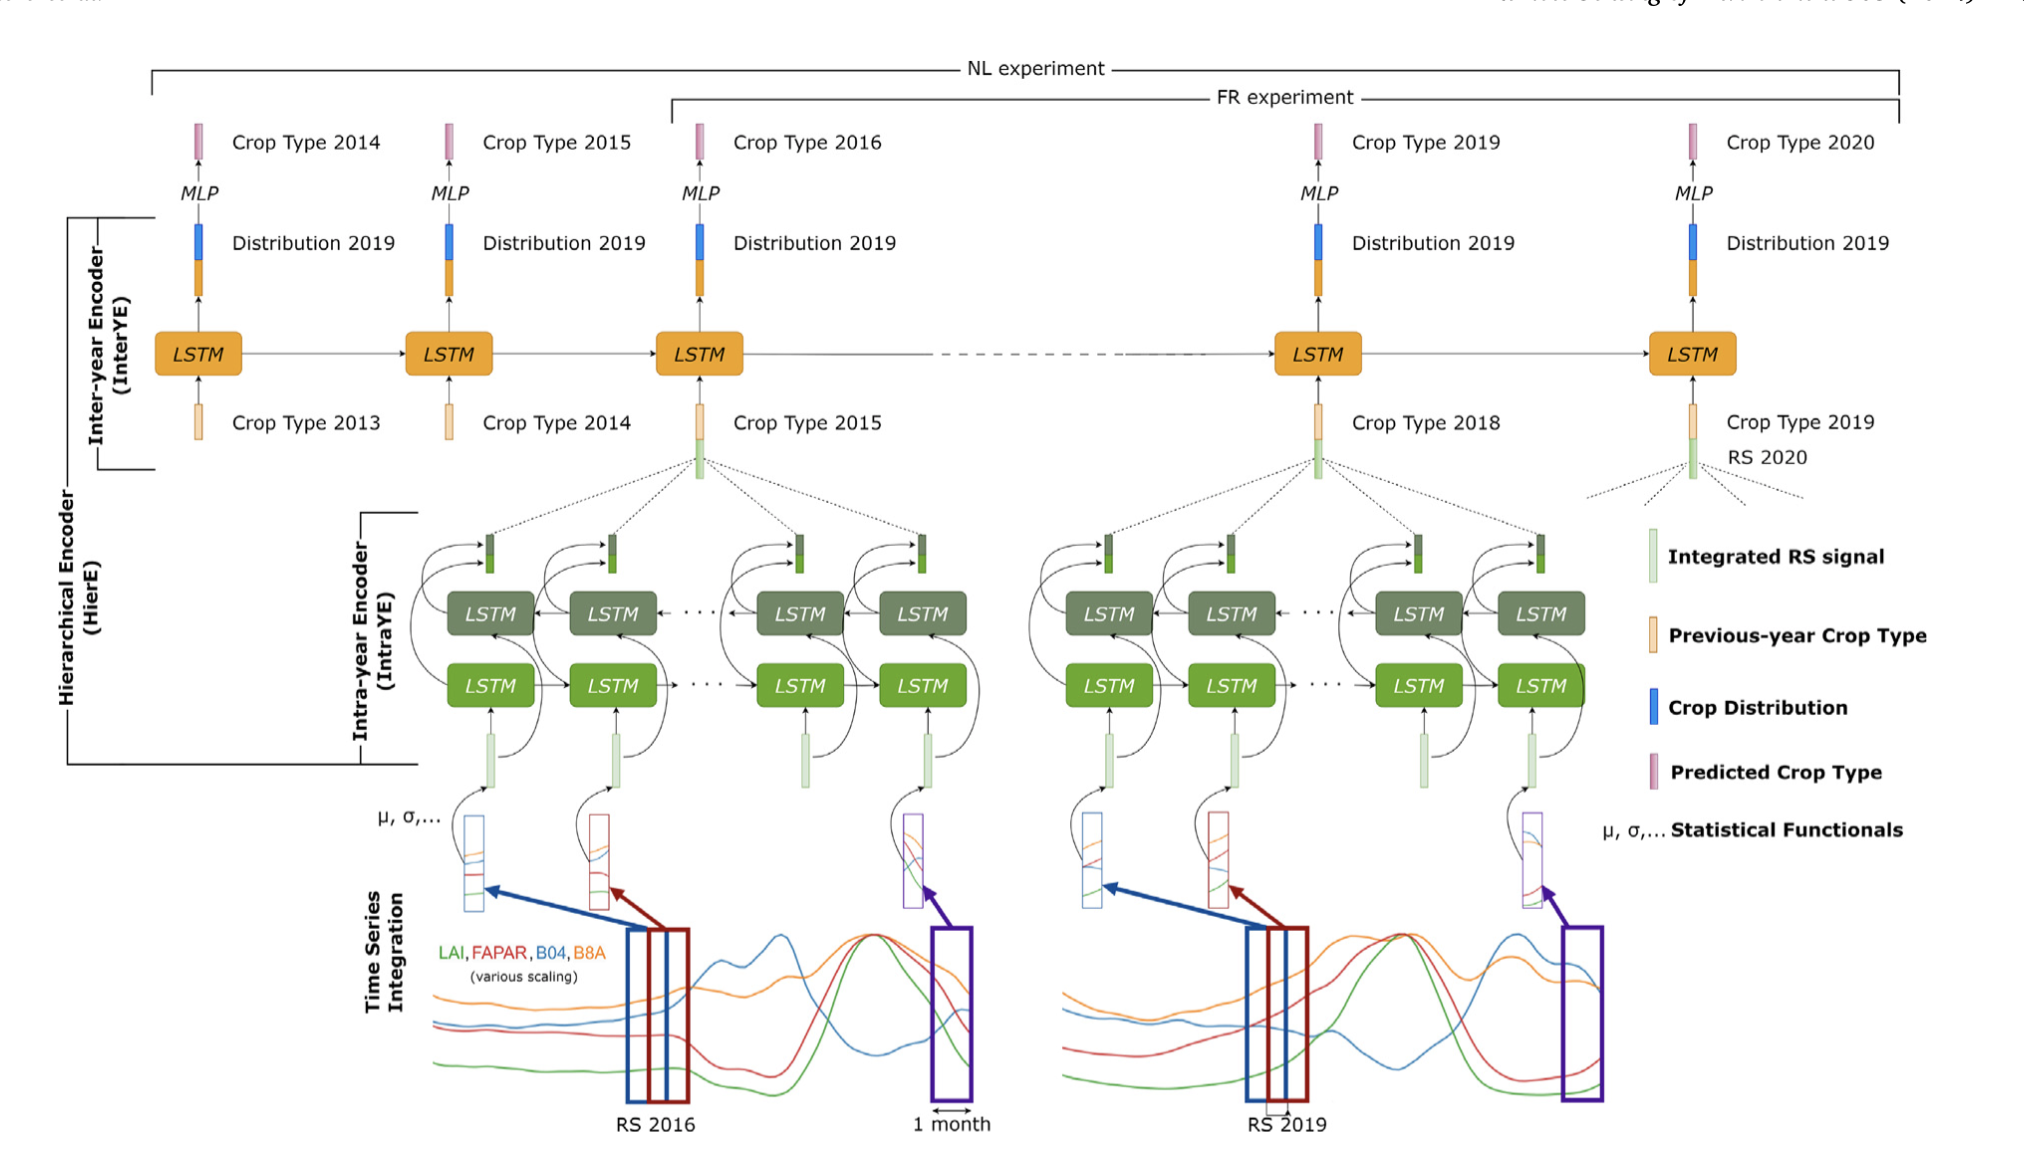 NL experiment
FR experiment
Crop Type 2014
Crop Type 2015
Crop Type 2016
Crop Type 2019
Crop Type 2020
MLP
MLP
MLP
MLP
MLP
Distribution 2019
Distribution 2019
Distribution 2019
Distribution 2019
Distribution 2019
Hierarchical Encoder
(HierE)
Inter-year Encoder
(InterYE)
LSTM
LSTM
LSTM
LSTM
LSTM
Crop Type 2013
Crop Type 2014
Crop Type 2015
Crop Type 2018
Crop Type 2019
RS 2020
Intra-year Encoder
(IntraYE)
LSTM
LSTM
· · ·
LSTM
LSTM
LSTM
LSTM
· · ·
LSTM
LSTM
LSTM
LSTM
· · ·
LSTM
LSTM
LSTM
LSTM
· · ·
LSTM
LSTM
Integrated RS signal
Previous-year Crop Type
Crop Distribution
Predicted Crop Type
μ, σ,... Statistical Functionals
μ, σ,...
Time Series
Integration
LAI, FAPAR, B04, B8A
(various scaling)
RS 2016
1 month
RS 2019